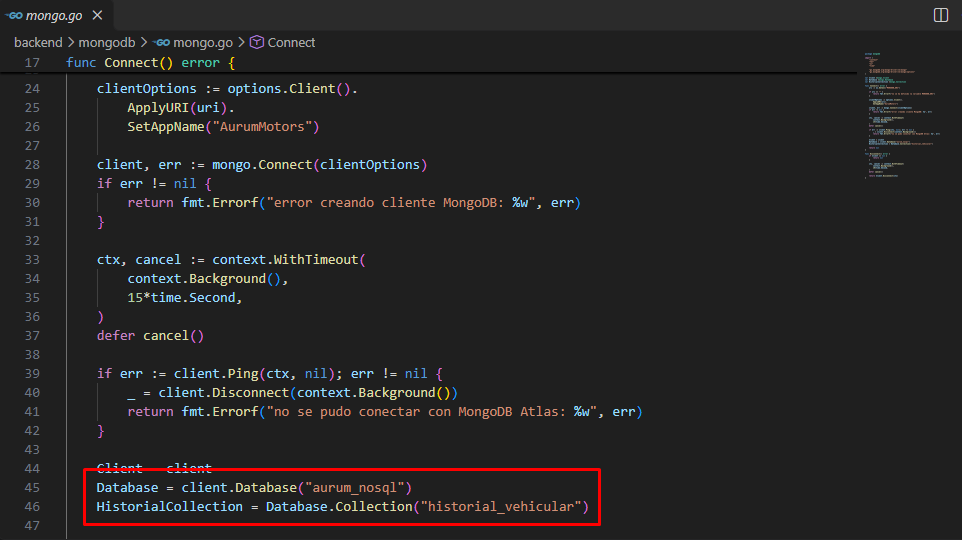 mongo.go
backend > mongodb > mongo.go > Connect
17 func Connect() error {
24 clientOptions := options.Client().
25 ApplyURI(uri).
26 SetAppName("AurumMotors")
27
28 client, err := mongo.Connect(clientOptions)
29 if err != nil {
30 return fmt.Errorf("error creando cliente MongoDB: %w", err)
31 }
32
33 ctx, cancel := context.WithTimeout(
34 context.Background(),
35 15*time.Second,
36 )
37 defer cancel()
38
39 if err := client.Ping(ctx, nil); err != nil {
40 _ = client.Disconnect(context.Background())
41 return fmt.Errorf("no se pudo conectar con MongoDB Atlas: %w", err)
42 }
43
44 Client = client
45 Database = client.Database("aurum_nosql")
46 HistorialCollection = Database.Collection("historial_vehicular")
47